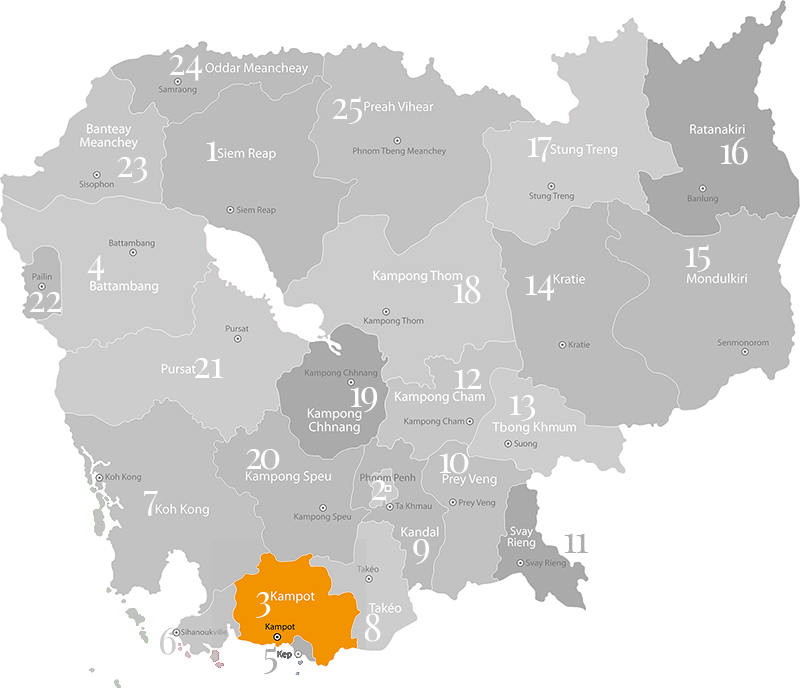 24 Oddar Meancheay
Samraong
25 Preah Vihear
Phnom Tbeng Meanchey
Banteay
Meanchey
23
Sisophon
1 Siem Reap
Siem Reap
17 Stung Treng
Stung Treng
Ratanakiri
16
Banlung
Battambang
4
Battambang
Pailin
22
Kampong Thom
18
Kampong Thom
14 Kratie
Kratie
15
Mondulkiri
Senmonorom
Pursat
Pursat 21
Kampong Chhnang
19
Kampong
Chhnang
12
Kampong Cham
Kampong Cham
13
Tbong Khmum
Suong
20
Kampong Speu
Kampong Speu
Phnom Penh
2
Ta Khmau
Kandal
9
10
Prey Veng
Prey Veng
Svay
Rieng
11
Svay Rieng
Koh Kong
7 Koh Kong
3 Kampot
Kampot
Takéo
Takéo
8
6
Sihanoukville
5
Kep